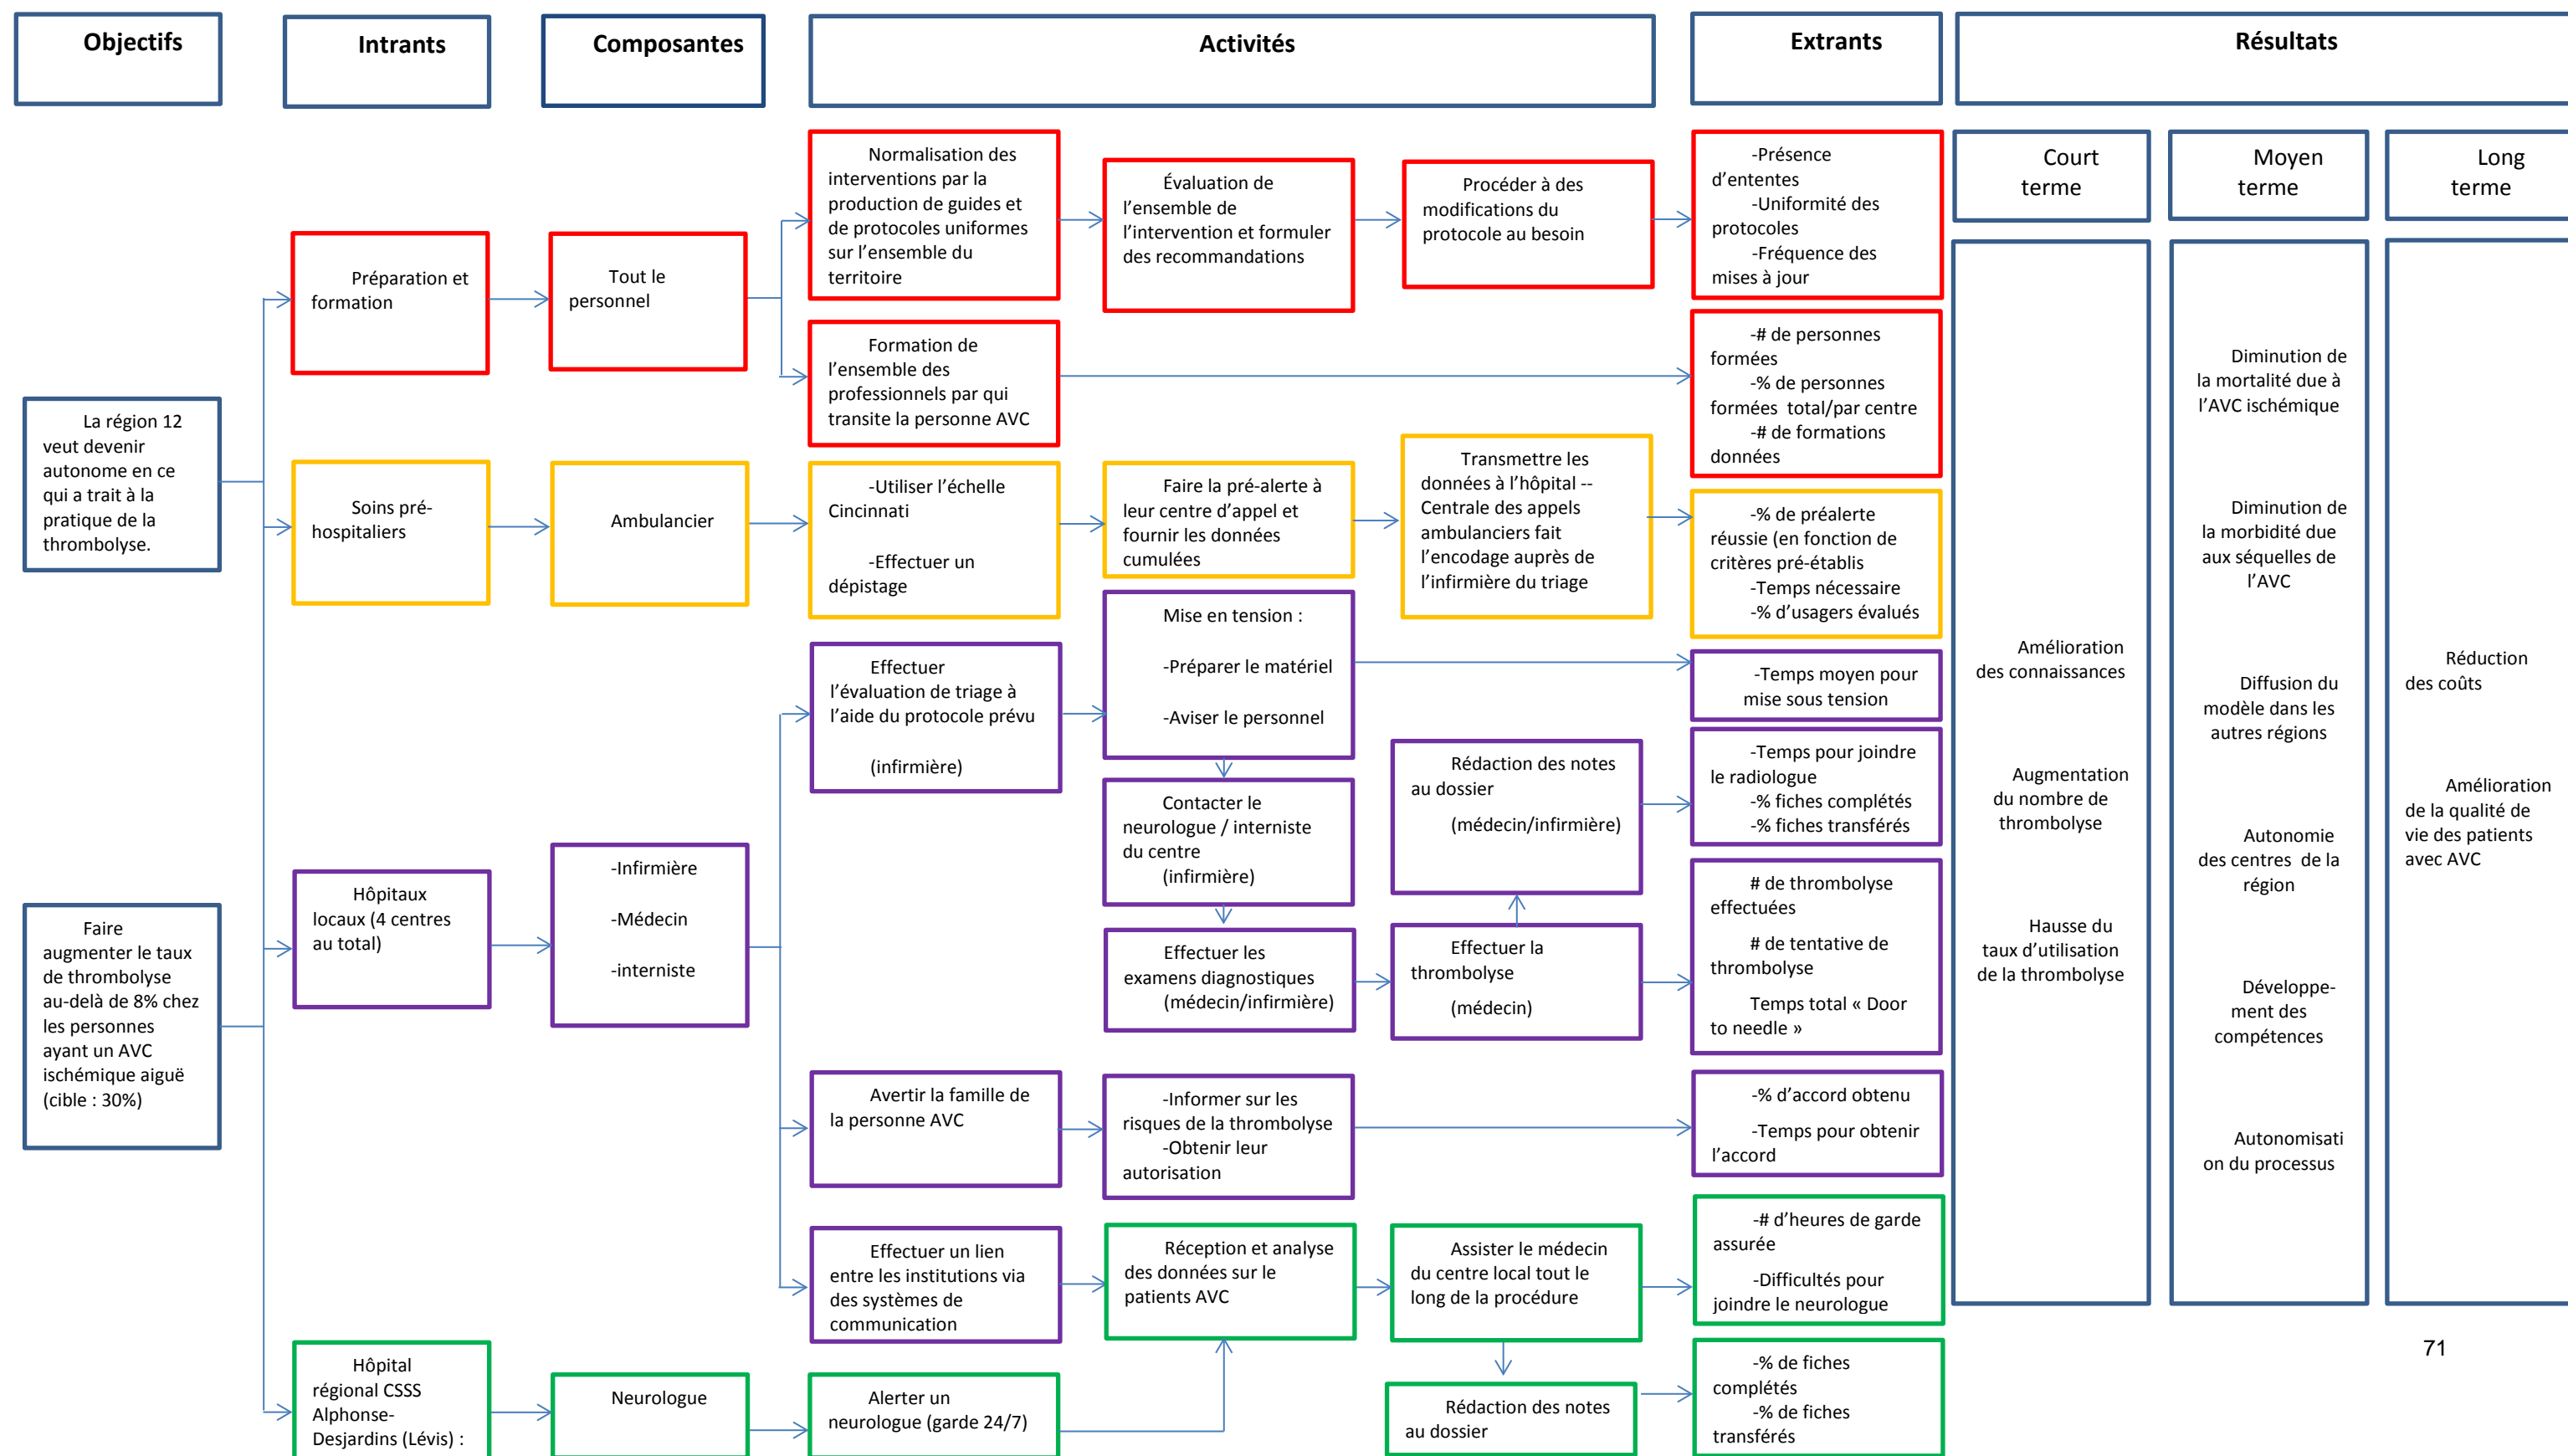 Objectifs
Intrants
Composantes
Activités
Extrants
Résultats
Court
terme
Moyen
terme
Long
terme
La région 12
veut devenir
autonome en ce
qui a trait à la
pratique de la
thrombolyse.
Faire
augmenter le taux
de thrombolyse
au-delà de 8% chez
les personnes
ayant un AVC
ischémique aiguë
(cible : 30%)
Préparation et
formation
Tout le
personnel
Normalisation des
interventions par la
production de guides et
de protocoles uniformes
sur l'ensemble du
territoire
Évaluation de
l'ensemble de
l'intervention et formuler
des recommandations
Procéder à des
modifications du
protocole au besoin
-Présence
d'ententes
-Uniformité des
protocoles
-Fréquence des
mises à jour
Formation de
l'ensemble des
professionnels par qui
transite la personne AVC
-# de personnes
formées
-% de personnes
formées total/par centre
-# de formations
données
Soins pré-
hospitaliers
Ambulancier
-Utiliser l'échelle
Cincinnati
-Effectuer un
dépistage
Faire la pré-alerte à
leur centre d'appel et
fournir les données
cumulées
Transmettre les
données à l'hôpital --
Centrale des appels
ambulanciers fait
l'encodage auprès de
l'infirmière du triage
-% de préalerte
réussie (en fonction de
critères pré-établis
-Temps nécessaire
-% d'usagers évalués
Hôpitaux
locaux (4 centres
au total)
-Infirmière
-Médecin
-interniste
Effectuer
l'évaluation de triage à
l'aide du protocole prévu
(infirmière)
Mise en tension :
-Préparer le matériel
-Aviser le personnel
-Temps moyen pour
mise sous tension
Contacter le
neurologue / interniste
du centre
(infirmière)
Rédaction des notes
au dossier
(médecin/infirmière)
-Temps pour joindre
le radiologue
-% fiches complétés
-% fiches transférés
Effectuer les
examens diagnostiques
(médecin/infirmière)
Effectuer la
thrombolyse
(médecin)
# de thrombolyse
effectuées
# de tentative de
thrombolyse
Temps total « Door
to needle »
Avertir la famille de
la personne AVC
-Informer sur les
risques de la thrombolyse
-Obtenir leur
autorisation
-% d'accord obtenu
-Temps pour obtenir
l'accord
Effectuer un lien
entre les institutions via
des systèmes de
communication
Réception et analyse
des données sur le
patients AVC
Assister le médecin
du centre local tout le
long de la procédure
-# d'heures de garde
assurée
-Difficultés pour
joindre le neurologue
Hôpital
régional CSSS
Alphonse-
Desjardins (Lévis) :
Neurologue
Alerter un
neurologue (garde 24/7)
Rédaction des notes
au dossier
-% de fiches
complétés
-% de fiches
transférés
Amélioration
des connaissances
Augmentation
du nombre de
thrombolyse
Hausse du
taux d'utilisation
de la thrombolyse
Diminution de
la mortalité due à
l'AVC ischémique
Diminution de
la morbidité due
aux séquelles de
l'AVC
Diffusion du
modèle dans les
autres régions
Autonomie
des centres de la
région
Développe-
ment des
compétences
Autonomisati
on du processus
Réduction
des coûts
Amélioration
de la qualité de
vie des patients
avec AVC
71